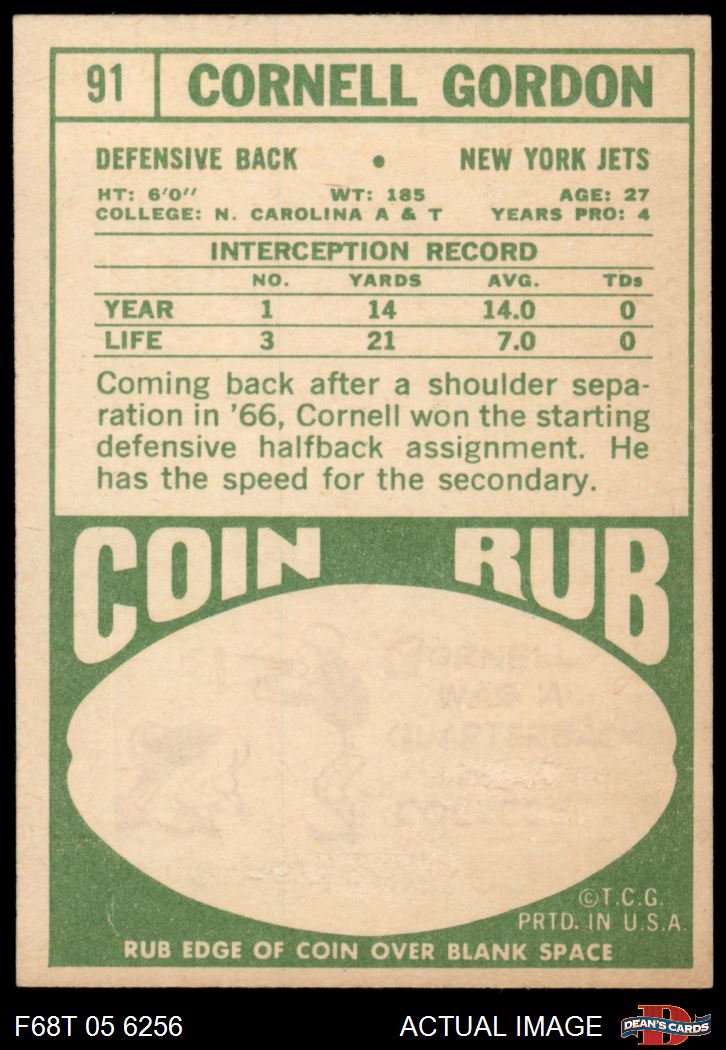 91 CORNELL GORDON
DEFENSIVE BACK • NEW YORK JETS
HT: 6'0'' WT: 185 AGE: 27
COLLEGE: N. CAROLINA A & T YEARS PRO: 4
INTERCEPTION RECORD
NO. YARDS AVG. TDs
YEAR 1 14 14.0 0
LIFE 3 21 7.0 0
Coming back after a shoulder sepa-
ration in '66, Cornell won the starting
defensive halfback assignment. He
has the speed for the secondary.
COIN RUB
CORNELL
WAS A
QUARTERBACK
©T.C.G.
PRTD. IN U.S.A.
RUB EDGE OF COIN OVER BLANK SPACE
F68T 05 6256 ACTUAL IMAGE
D
DEAN'S CARDS